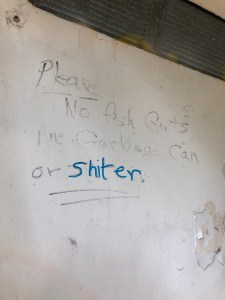 Please
No fish Guts
in Garbage Can
or shiter.